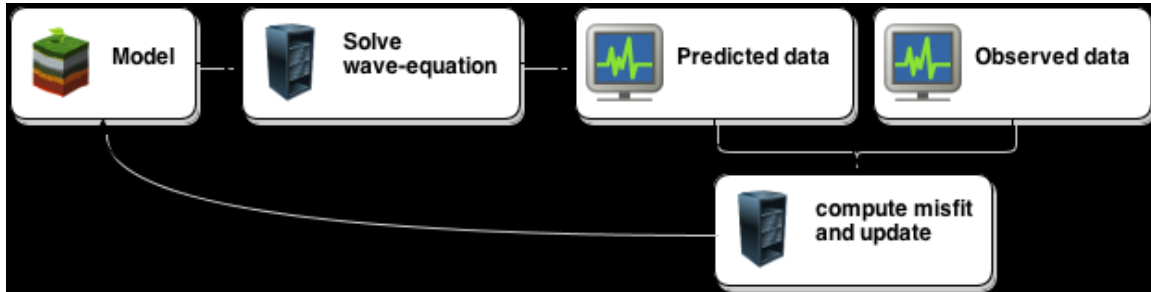 Model
Solve
wave-equation
Predicted data
Observed data
compute misfit
and update